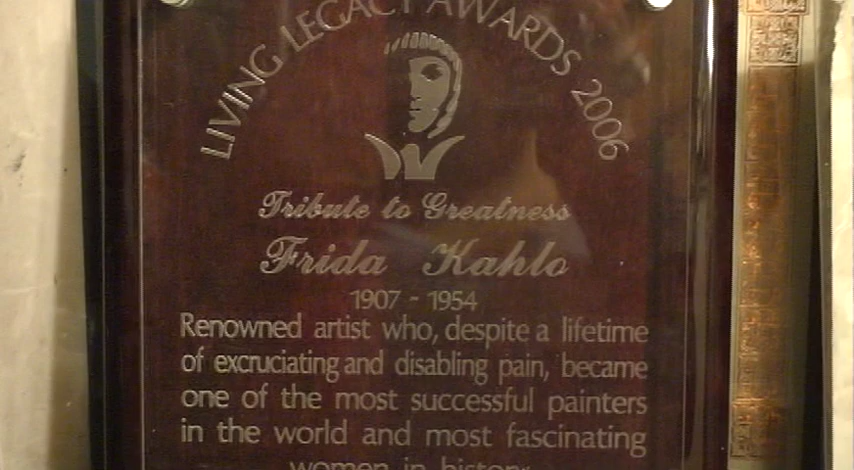 LIVING LEGACY AWARDS 2006
Tribute to Greatness
Frida Kahlo
1907 - 1954
Renowned artist who, despite a lifetime
of excruciating and disabling pain, became
one of the most successful painters
in the world and most fascinating
women in history